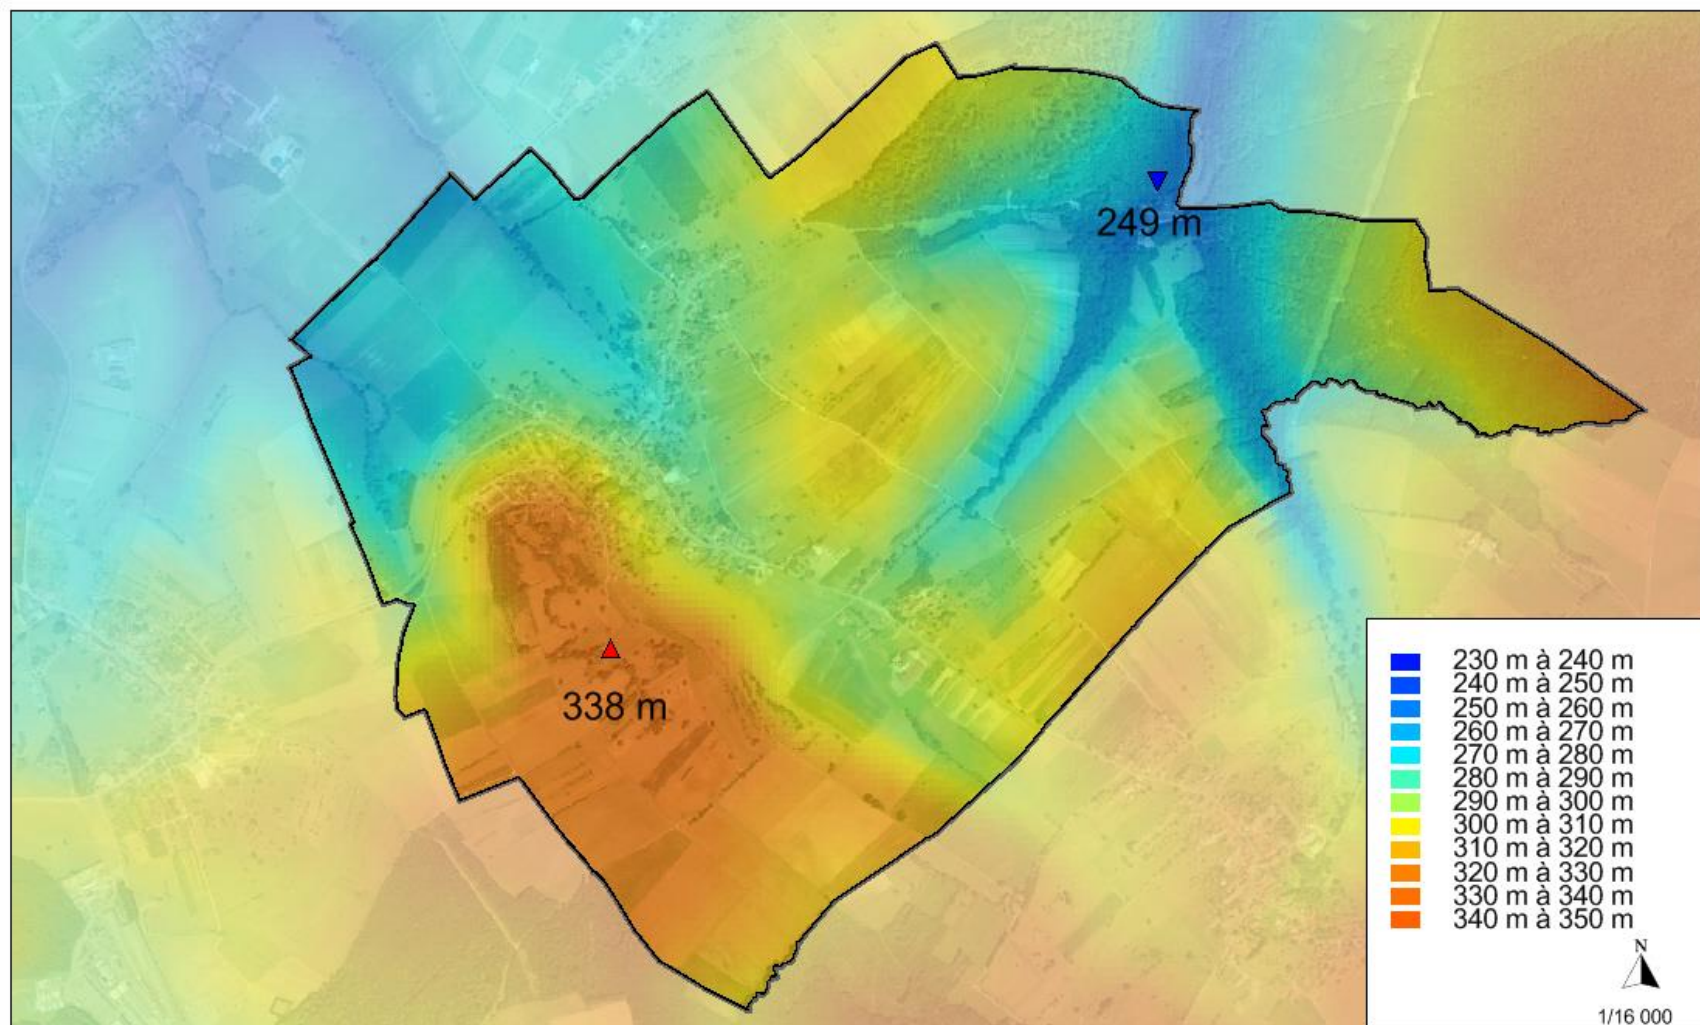 249 m
338 m
230 m à 240 m
240 m à 250 m
250 m à 260 m
260 m à 270 m
270 m à 280 m
280 m à 290 m
290 m à 300 m
300 m à 310 m
310 m à 320 m
320 m à 330 m
330 m à 340 m
340 m à 350 m
N
1/16 000